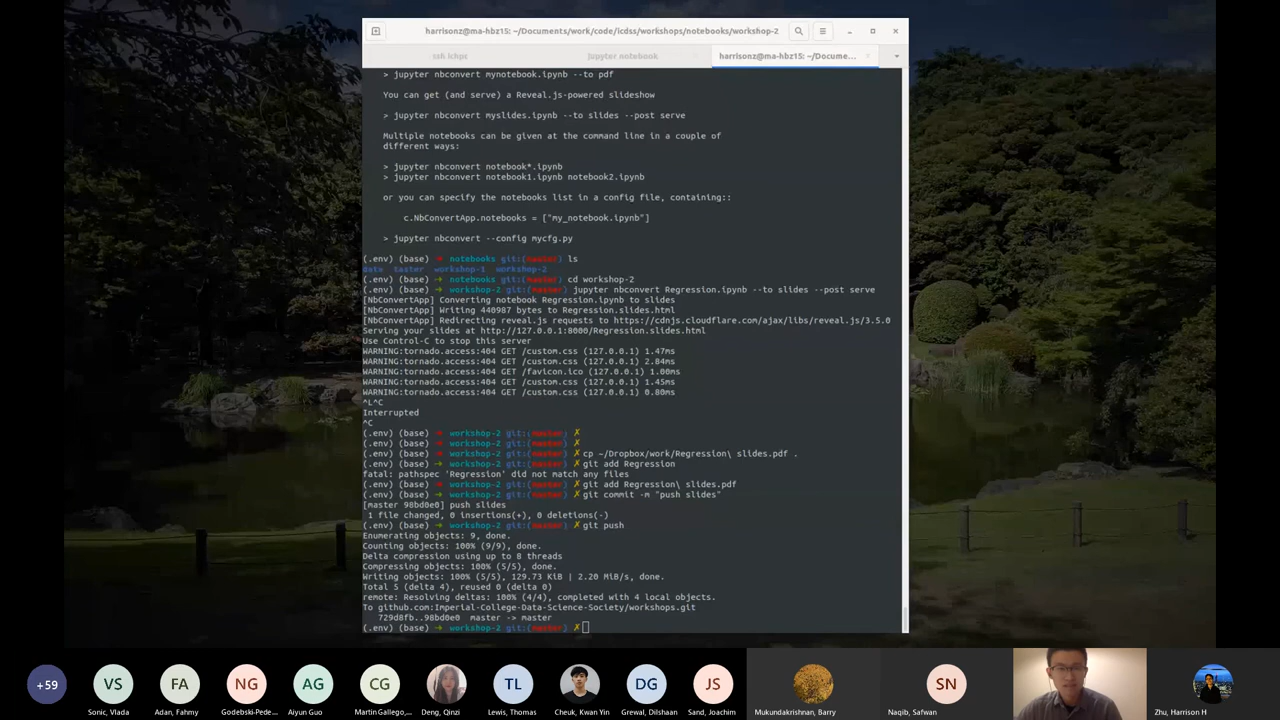 harrisonz@ma-hbz15: ~/Documents/work/code/icdss/workshops/notebooks/workshop-2
ssh lchpc
jupyter notebook
harrisonz@ma-hbz15: ~/Docume...
> jupyter nbconvert mynotebook.ipynb --to pdf
You can get (and serve) a Reveal.js-powered slideshow
> jupyter nbconvert myslides.ipynb --to slides --post serve
Multiple notebooks can be given at the command line in a couple of
different ways:
> jupyter nbconvert notebook*.ipynb
> jupyter nbconvert notebook1.ipynb notebook2.ipynb
or you can specify the notebooks list in a config file, containing::
c.NbConvertApp.notebooks = ["my_notebook.ipynb"]
> jupyter nbconvert --config mycfg.py
(.env) (base) ➜ notebooks git:(master) ls
data taster workshop-1 workshop-2
(.env) (base) ➜ notebooks git:(master) cd workshop-2
(.env) (base) ➜ workshop-2 git:(master) jupyter nbconvert Regression.ipynb --to slides --post serve
[NbConvertApp] Converting notebook Regression.ipynb to slides
[NbConvertApp] Writing 440987 bytes to Regression.slides.html
[NbConvertApp] Redirecting reveal.js requests to https://cdnjs.cloudflare.com/ajax/libs/reveal.js/3.5.0
Serving your slides at http://127.0.0.1:8000/Regression.slides.html
Use Control-C to stop this server
WARNING:tornado.access:404 GET /custom.css (127.0.0.1) 1.47ms
WARNING:tornado.access:404 GET /custom.css (127.0.0.1) 2.84ms
WARNING:tornado.access:404 GET /favicon.ico (127.0.0.1) 1.00ms
WARNING:tornado.access:404 GET /custom.css (127.0.0.1) 1.45ms
WARNING:tornado.access:404 GET /custom.css (127.0.0.1) 0.80ms
^L^C
Interrupted
^C
(.env) (base) ➜ workshop-2 git:(master) ✗
(.env) (base) ➜ workshop-2 git:(master) ✗
(.env) (base) ➜ workshop-2 git:(master) ✗ cp ~/Dropbox/work/Regression\ slides.pdf .
(.env) (base) ➜ workshop-2 git:(master) ✗ git add Regression
fatal: pathspec 'Regression' did not match any files
(.env) (base) ➜ workshop-2 git:(master) ✗ git add Regression\ slides.pdf
(.env) (base) ➜ workshop-2 git:(master) ✗ git commit -m "push slides"
[master 98bd0e0] push slides
1 file changed, 0 insertions(+), 0 deletions(-)
(.env) (base) ➜ workshop-2 git:(master) ✗ git push
Enumerating objects: 9, done.
Counting objects: 100% (9/9), done.
Delta compression using up to 8 threads
Compressing objects: 100% (5/5), done.
Writing objects: 100% (5/5), 129.73 KiB | 2.20 MiB/s, done.
Total 5 (delta 4), reused 0 (delta 0)
remote: Resolving deltas: 100% (4/4), completed with 4 local objects.
To github.com:Imperial-College-Data-Science-Society/workshops.git
729d8fb..98bd0e0 master -> master
(.env) (base) ➜ workshop-2 git:(master) ✗
+59 VS FA NG AG CG TL DG JS SN
Sonic, Vlada
Adan, Fahmy
Godebski-Pede...
Aiyun Guo
Martin Gallego,...
Deng, Qinzi
Lewis, Thomas
Cheuk, Kwan Yin
Grewal, Dilshaan
Sand, Joachim
Mukundakrishnan, Barry
Naqib, Safwan
Zhu, Harrison H